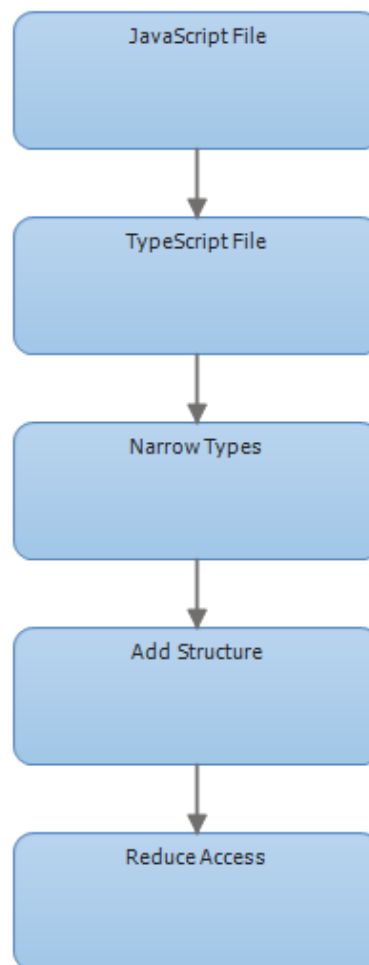 JavaScript File
TypeScript File
Narrow Types
Add Structure
Reduce Access